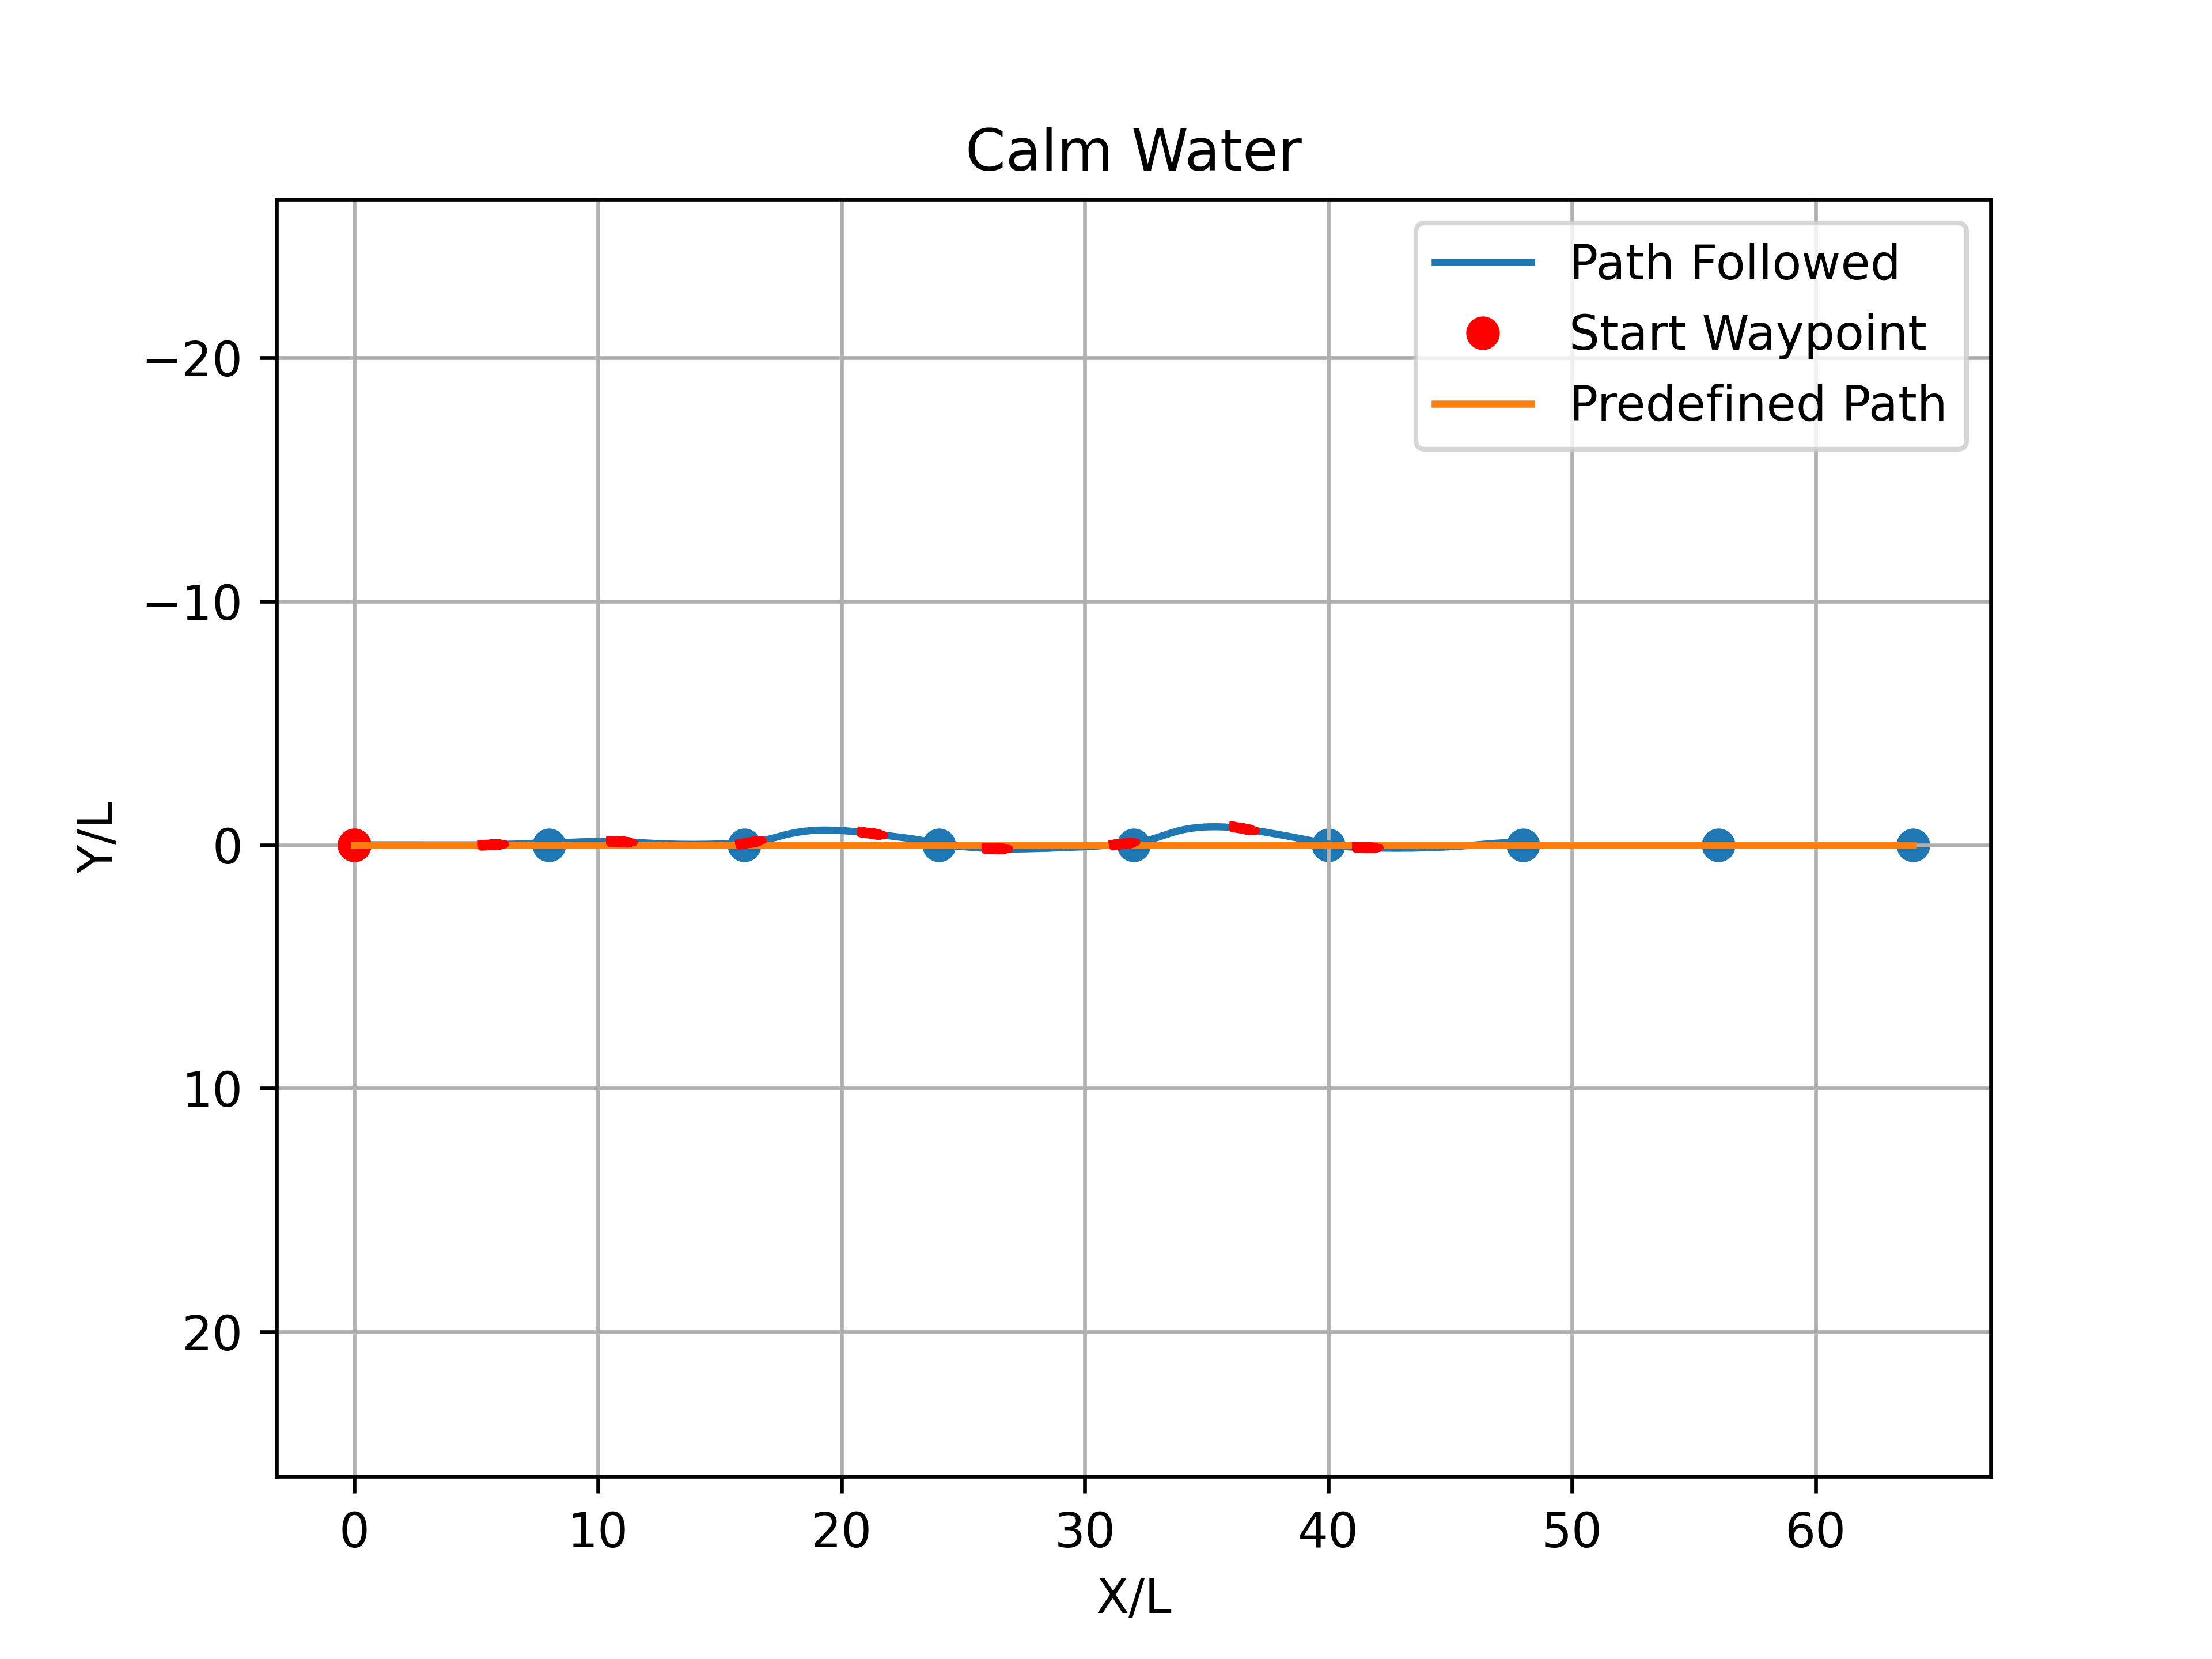 Calm Water
Path Followed
Start Waypoint
Predefined Path
−20
−10
0
10
20
Y/L
0 10 20 30 40 50 60
X/L